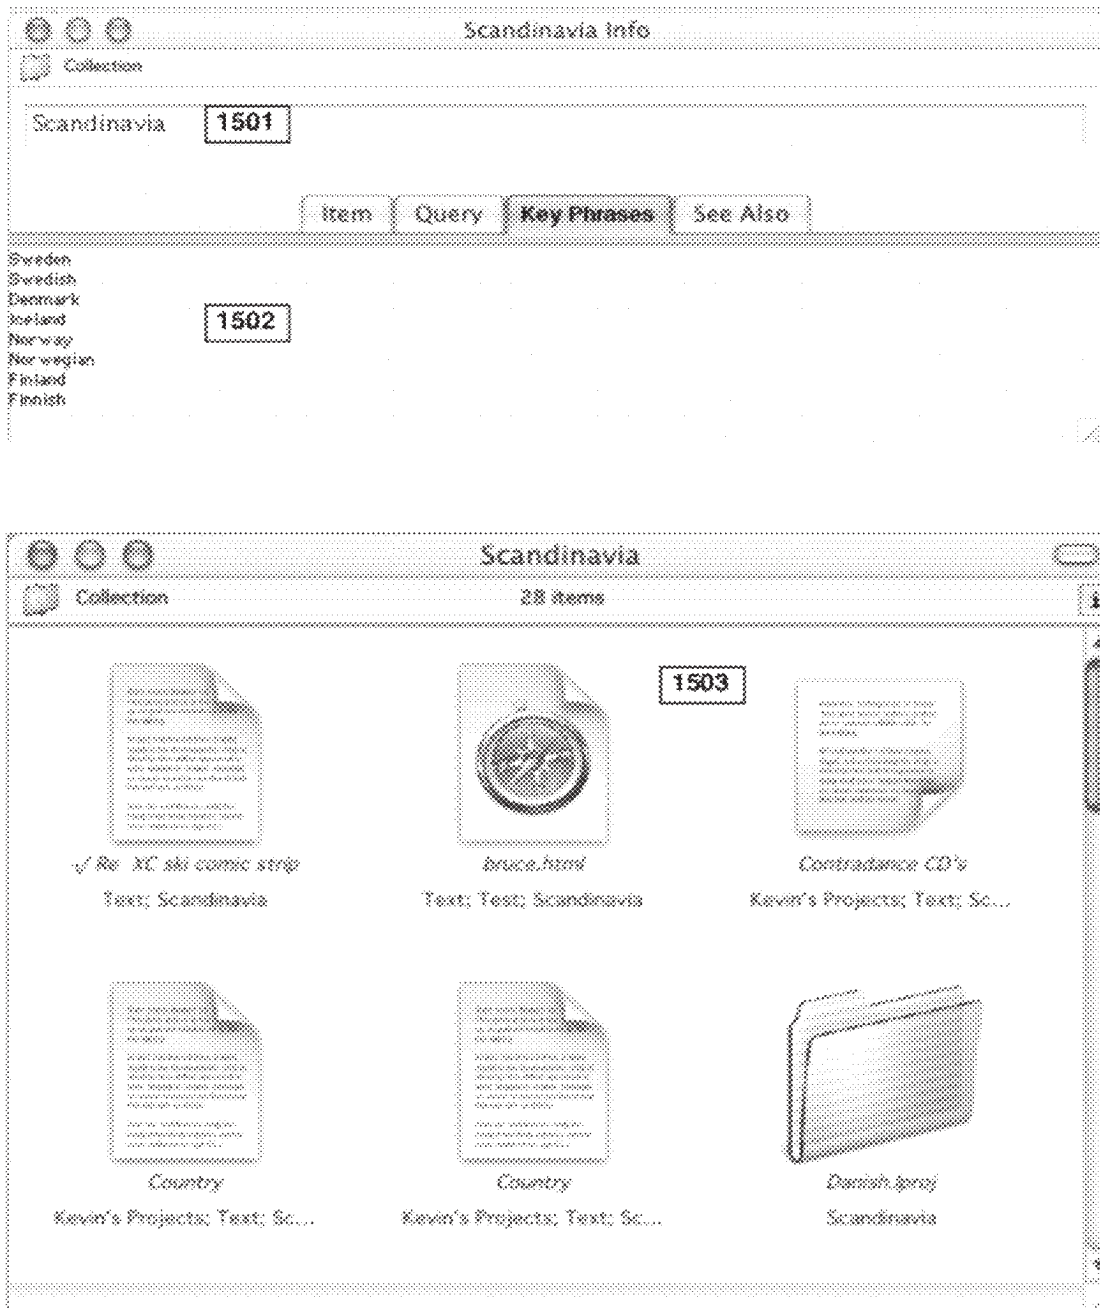 Scandinavia Info
Collection
Scandinavia 1501
Item Query Key Phrases See Also
Sweden
Swedish
Denmark
Iceland
1502
Norway
Norwegian
Finland
Finnish
Scandinavia
Collection 28 items
1503
√ Re XC ski comic strip bruce.html Contradance CD's
Text; Scandinavia Text; Test; Scandinavia Kevin's Projects; Text; Sc...
Country Country Danish.lproj
Kevin's Projects; Text; Sc... Kevin's Projects; Text; Sc... Scandinavia